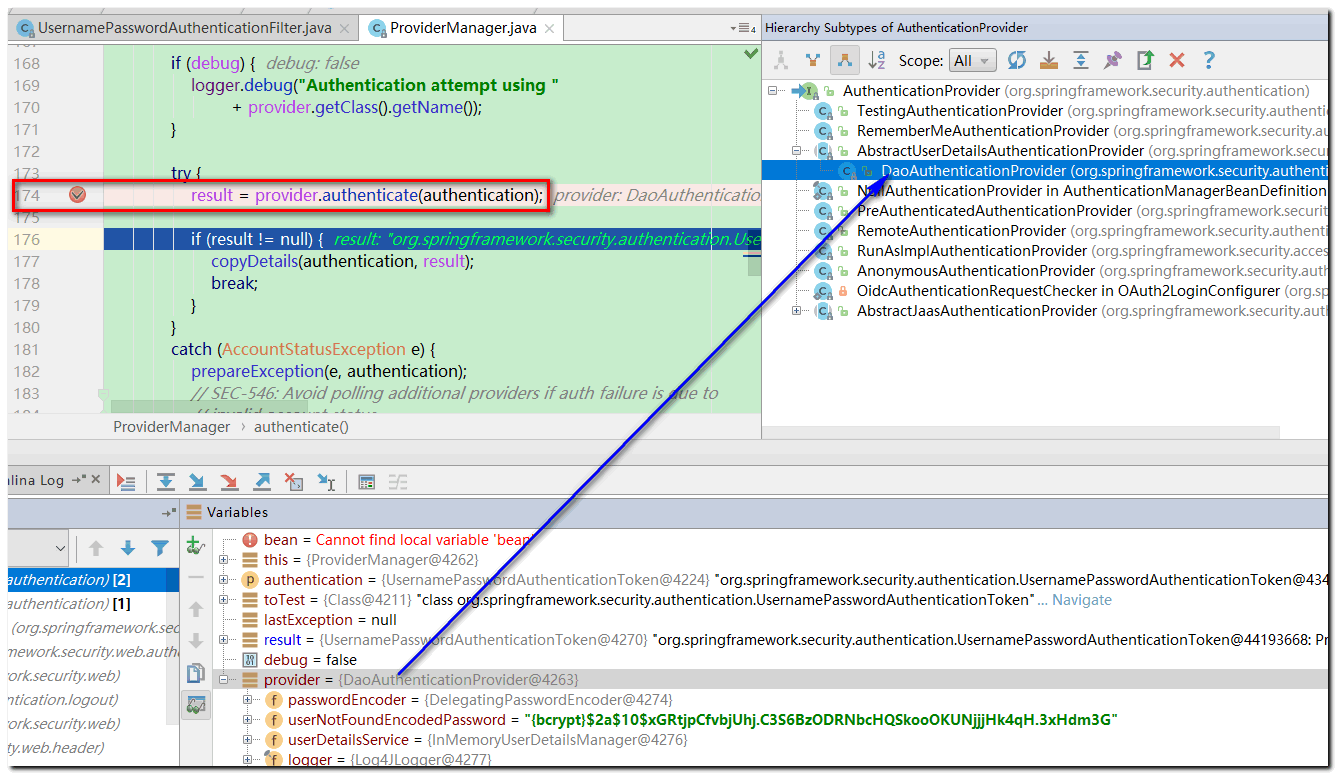 UsernamePasswordAuthenticationFilter.java
ProviderManager.java
4
168 if (debug) { debug: false
169 logger.debug("Authentication attempt using "
170 + provider.getClass().getName());
171 }
172
173 try {
174 result = provider.authenticate(authentication); provider: DaoAuthentication
175
176 if (result != null) { result: "org.springframework.security.authentication.Use
177 copyDetails(authentication, result);
178 break;
179 }
180 }
181 catch (AccountStatusException e) {
182 prepareException(e, authentication);
183 // SEC-546: Avoid polling additional providers if auth failure is due to
ProviderManager › authenticate()
Hierarchy Subtypes of AuthenticationProvider
Scope: All
AuthenticationProvider (org.springframework.security.authentication)
TestingAuthenticationProvider (org.springframework.security.authentic
RememberMeAuthenticationProvider (org.springframework.security.au
AbstractUserDetailsAuthenticationProvider (org.springframework.securi
DaoAuthenticationProvider (org.springframework.security.authenti
NullAuthenticationProvider in AuthenticationManagerBeanDefinition
PreAuthenticatedAuthenticationProvider (org.springframework.security
RemoteAuthenticationProvider (org.springframework.security.authenti
RunAsImplAuthenticationProvider (org.springframework.security.acces
AnonymousAuthenticationProvider (org.springframework.security.auth
OidcAuthenticationRequestChecker in OAuth2LoginConfigurer (org.sp
AbstractJaasAuthenticationProvider (org.springframework.security.auth
alina Log
Variables
authentication) [2]
authentication) [1]
(org.springframework.sec
mework.security.web.authe
ork.security.web)
ntication.logout)
ork.security.web)
y.web.header)
bean = Cannot find local variable 'bean'
this = {ProviderManager@4262}
authentication = {UsernamePasswordAuthenticationToken@4224} "org.springframework.security.authentication.UsernamePasswordAuthenticationToken@434
toTest = {Class@4211} "class org.springframework.security.authentication.UsernamePasswordAuthenticationToken" ... Navigate
lastException = null
result = {UsernamePasswordAuthenticationToken@4270} "org.springframework.security.authentication.UsernamePasswordAuthenticationToken@44193668: Pr
debug = false
provider = {DaoAuthenticationProvider@4263}
passwordEncoder = {DelegatingPasswordEncoder@4274}
userNotFoundEncodedPassword = "{bcrypt}$2a$10$xGRtjpCfvbjUhj.C3S6BzODRNbcHQSkooOKUNjjjHk4qH.3xHdm3G"
userDetailsService = {InMemoryUserDetailsManager@4276}
logger = {Log4JLogger@4277}